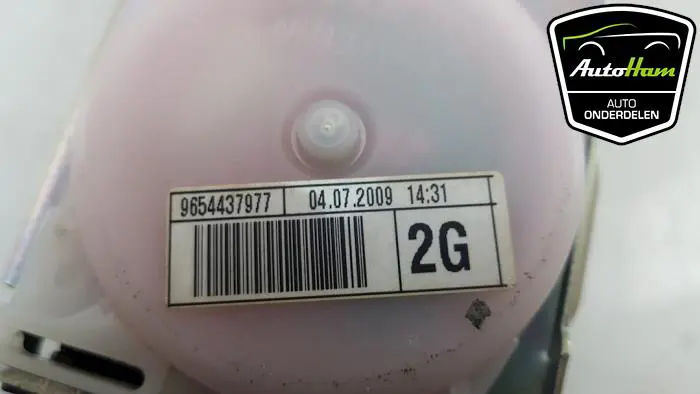 AutoHam
AUTO
ONDERDELEN
9654437977 04.07.2009 14:31
2G